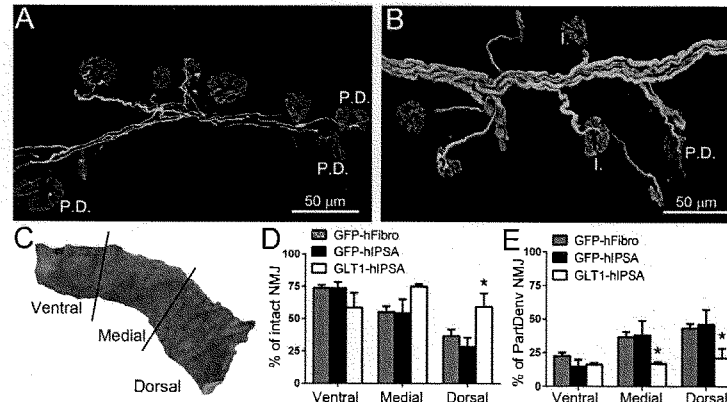 A
P.D.
P.D.
P.D.
50 µm
B
I.
I.
P.D.
50 µm
C
Ventral
Medial
Dorsal
D
GFP-hFibro
GFP-hIPSA
GLT1-hIPSA
% of intact NMJ
75
50
25
0
*
Ventral
Medial
Dorsal
E
GFP-hFibro
GFP-hIPSA
GLT1-hIPSA
% of PartDenv NMJ
75
50
25
0
*
*
Ventral
Medial
Dorsal